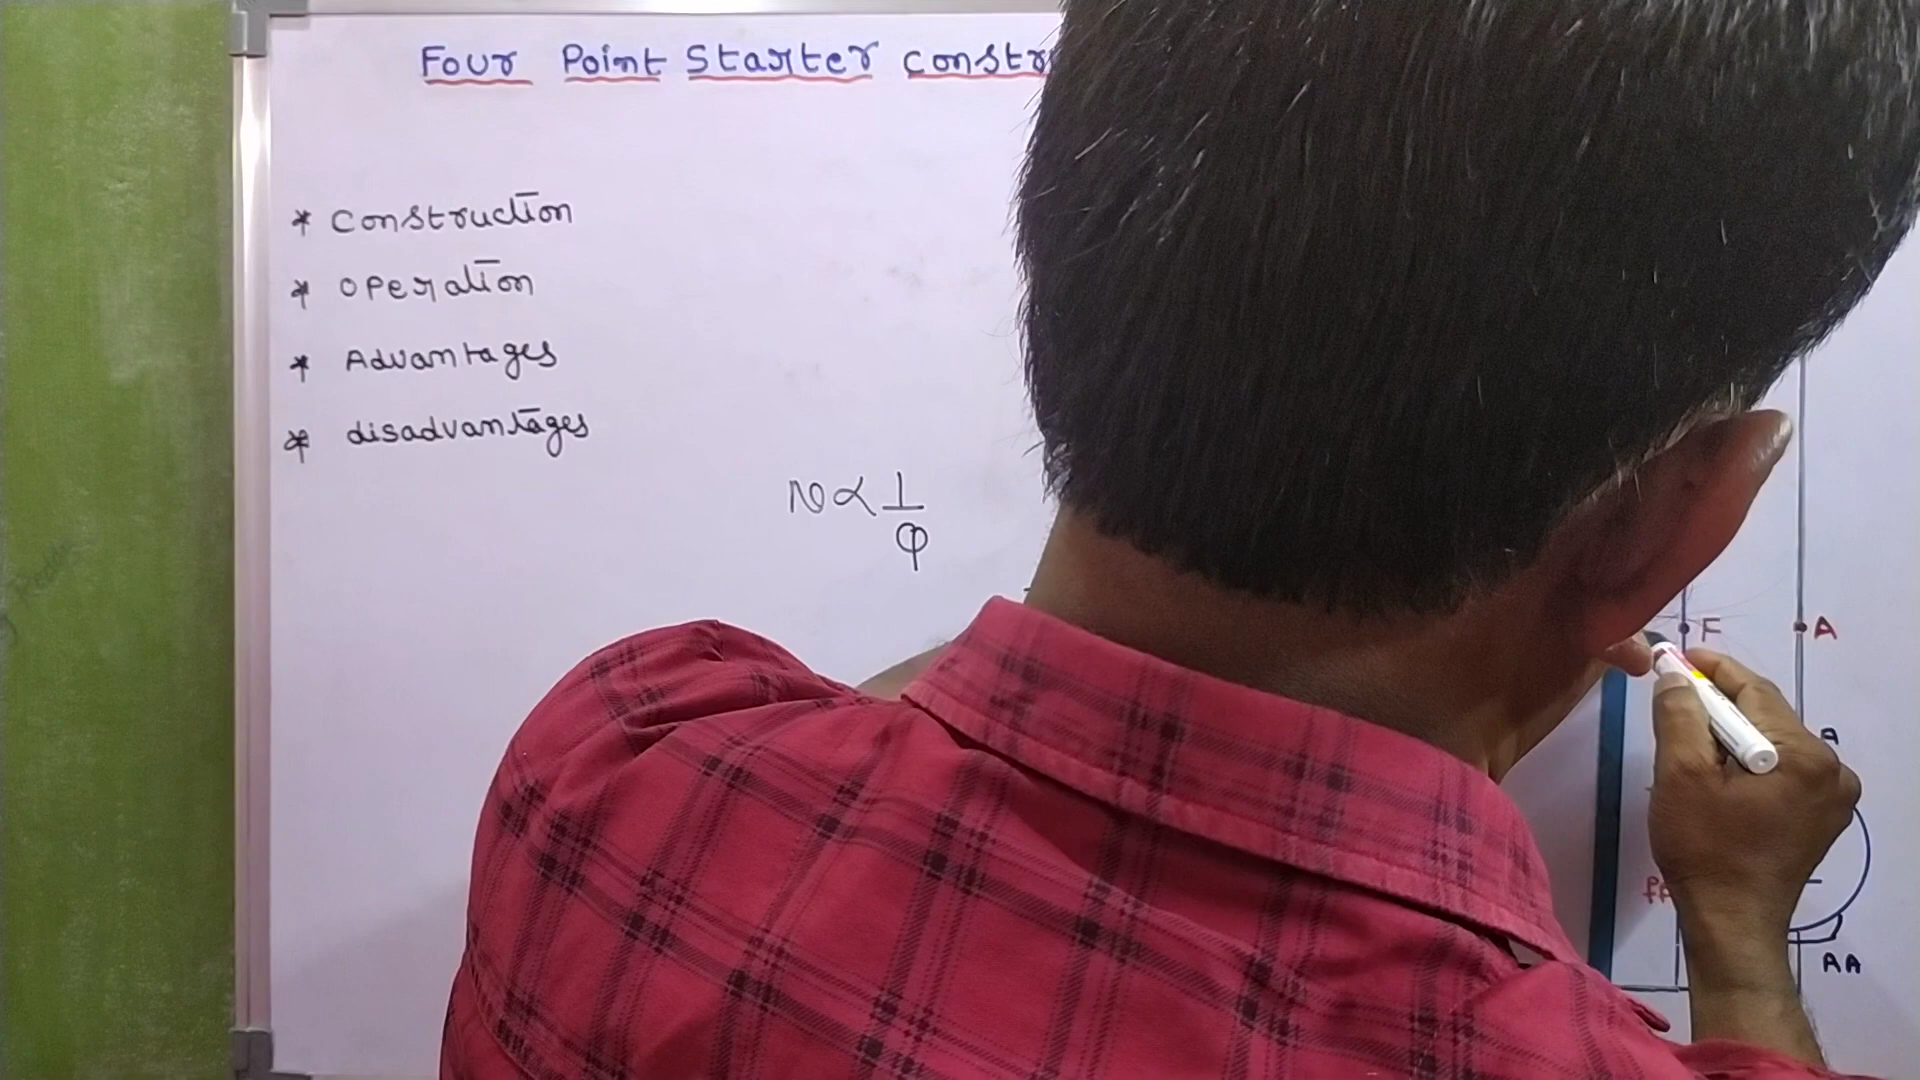 Four Point Starter constr
* Construction
* Operation
* Advantages
* disadvantages
N ∝ 1/φ
F
A
A
AA